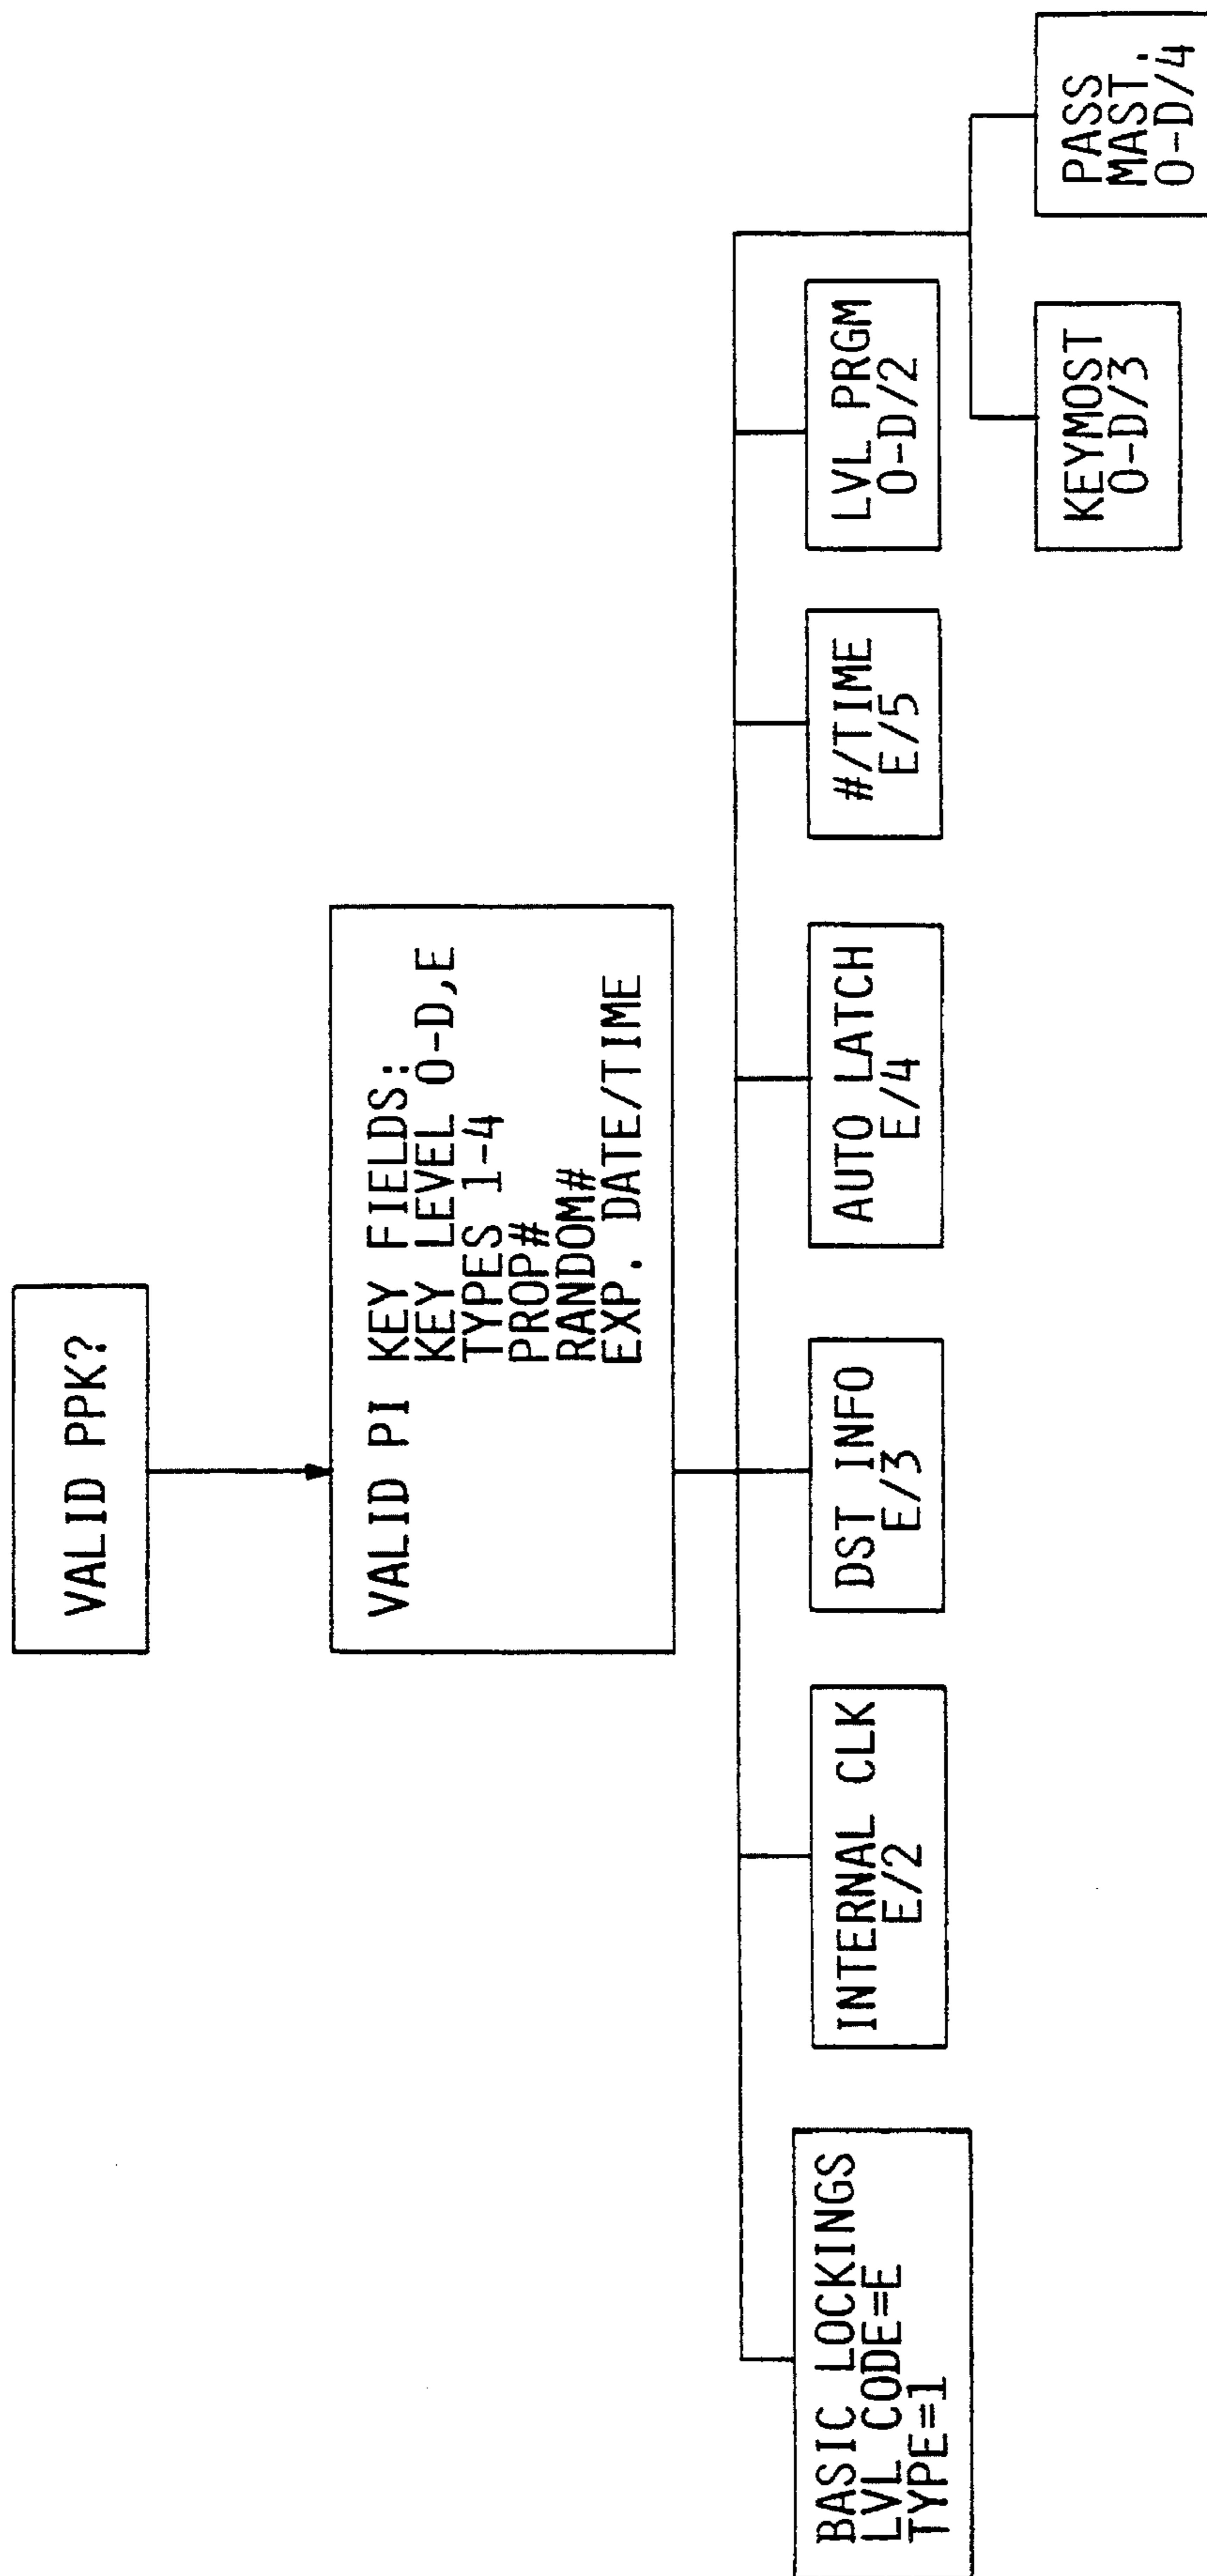 VALID PPK?
VALID PI KEY FIELDS:
KEY LEVEL 0-D,E
TYPES 1-4
PROP#
RANDOM#
EXP. DATE/TIME
BASIC LOCKINGS
LVL CODE=E
TYPE=1
INTERNAL CLK
E/2
DST INFO
E/3
AUTO LATCH
E/4
#/TIME
E/5
LVL PRGM
0-D/2
KEYMOST
0-D/3
PASS
MAST.
0-D/4